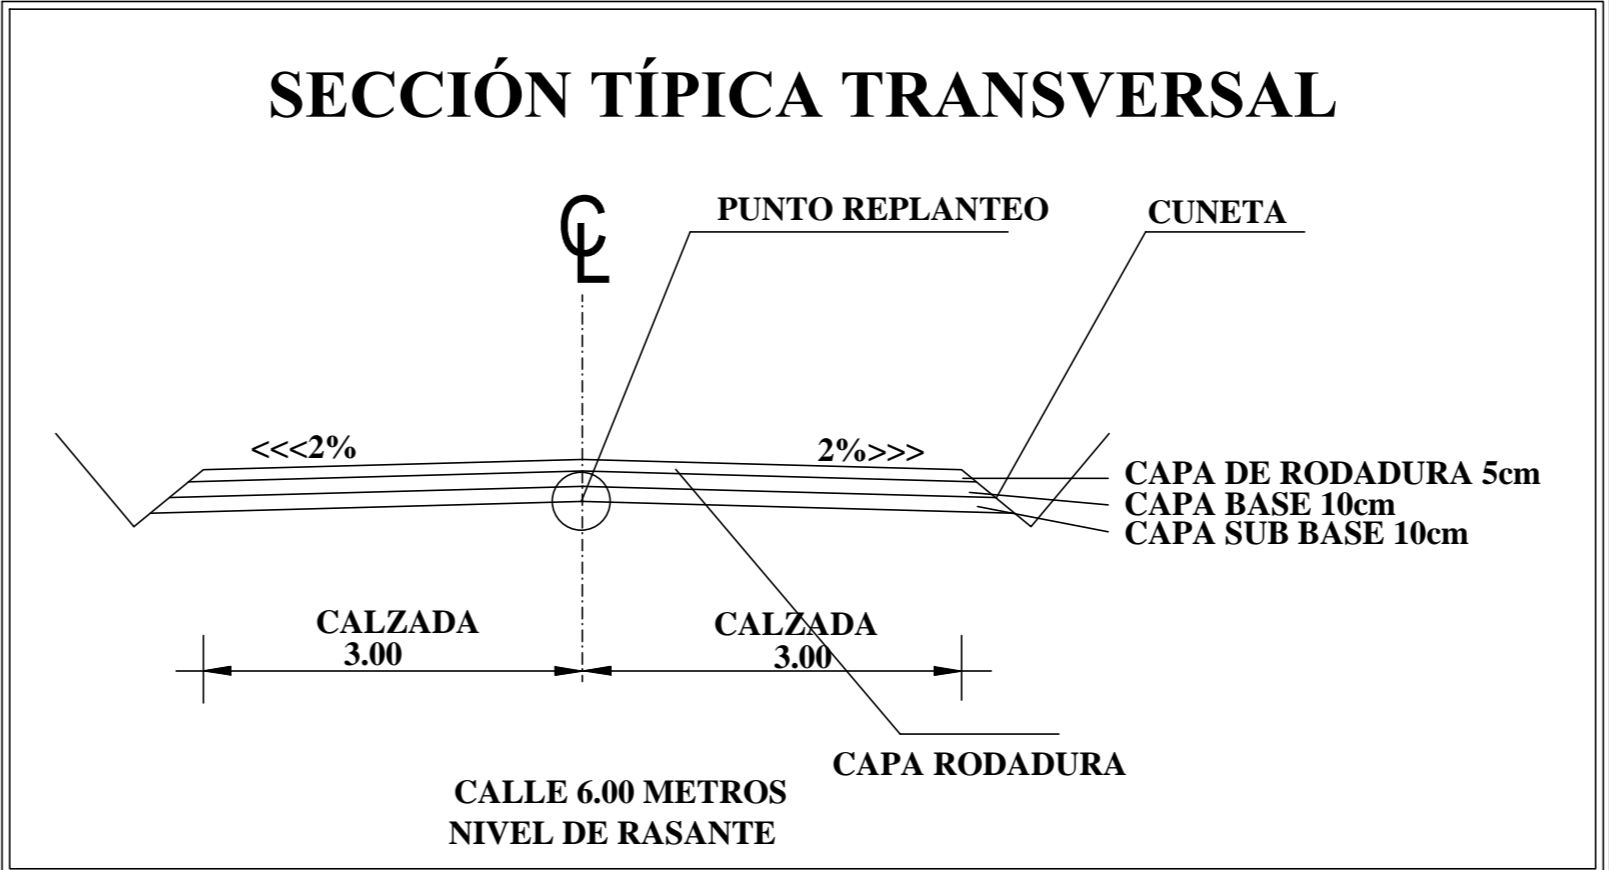 SECCIÓN TÍPICA TRANSVERSAL
CL
PUNTO REPLANTEO
CUNETA
<<<2%
2%>>>
CAPA DE RODADURA 5cm
CAPA BASE 10cm
CAPA SUB BASE 10cm
CALZADA
3.00
CALZADA
3.00
CAPA RODADURA
CALLE 6.00 METROS
NIVEL DE RASANTE